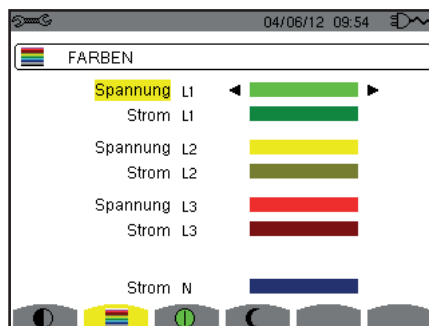 04/06/12 09:54
FARBEN
Spannung L1
Strom L1
Spannung L2
Strom L2
Spannung L3
Strom L3
Strom N